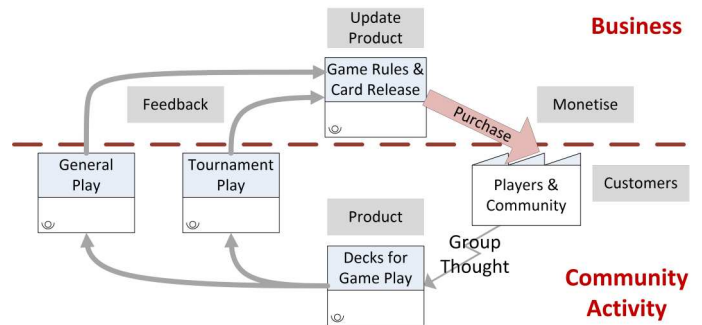 Update
Product
Business
Game Rules &
Card Release
Feedback
Purchase
Monetise
General
Play
Tournament
Play
Players &
Community
Customers
Product
Group
Thought
Decks for
Game Play
Community
Activity